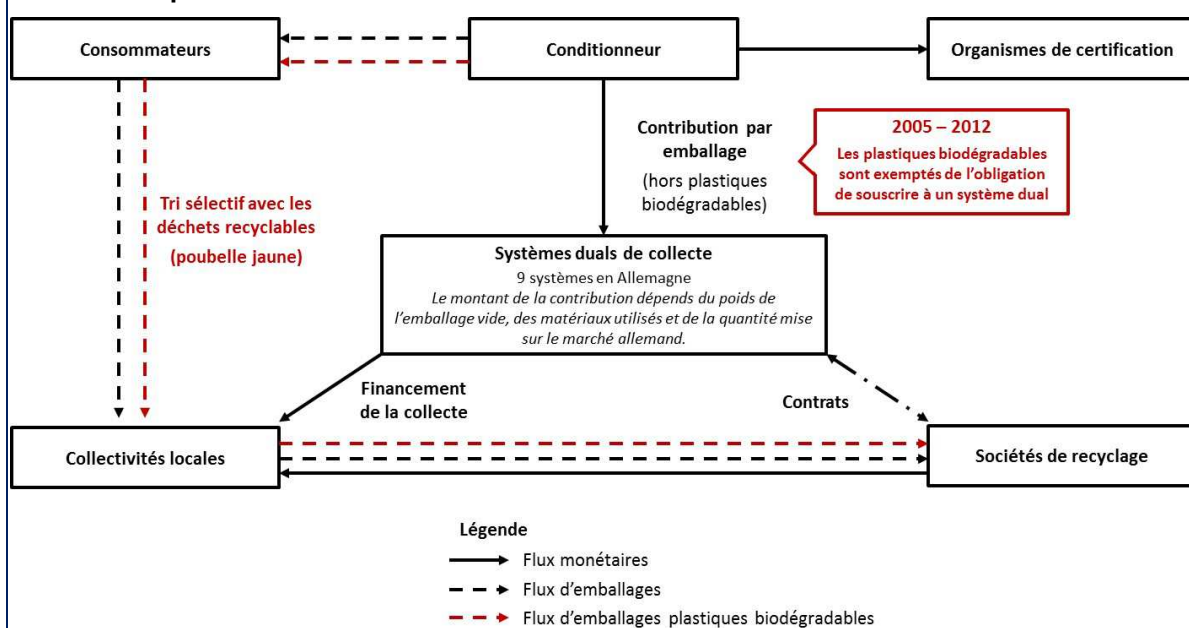 Consommateurs
Conditionneur
Organismes de certification
Contribution par
emballage
(hors plastiques
biodégradables)
2005 – 2012
Les plastiques biodégradables
sont exemptés de l'obligation
de souscrire à un système dual
Tri sélectif avec les
déchets recyclables
(poubelle jaune)
Systèmes duals de collecte
9 systèmes en Allemagne
Le montant de la contribution dépends du poids de
l'emballage vide, des matériaux utilisés et de la quantité mise
sur le marché allemand.
Financement
de la collecte
Contrats
Collectivités locales
Sociétés de recyclage
Légende
Flux monétaires
Flux d'emballages
Flux d'emballages plastiques biodégradables